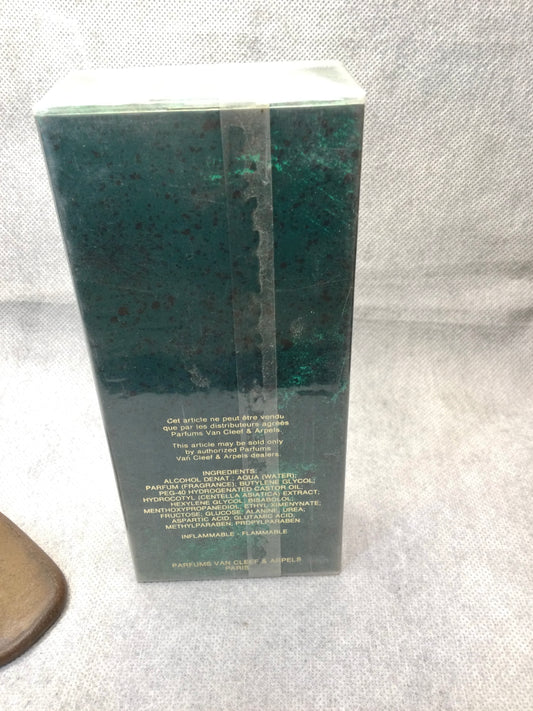 Cet article ne peut être vendu
que par les distributeurs agréés
Parfums Van Cleef & Arpels.
This article may be sold only
by authorized Parfums
Van Cleef & Arpels dealers.
INGREDIENTS:
ALCOHOL DENAT.; AQUA (WATER);
PARFUM (FRAGRANCE); BUTYLENE GLYCOL;
PEG-40 HYDROGENATED CASTOR OIL;
HYDROCOTYL (CENTELLA ASIATICA) EXTRACT;
HEXYLENE GLYCOL; BISABOLOL;
MENTHOXYPROPANEDIOL; ETHYL XIMENYNATE;
FRUCTOSE; GLUCOSE; ALANINE; UREA;
ASPARTIC ACID; GLUTAMIC ACID;
METHYLPARABEN; PROPYLPARABEN.
INFLAMMABLE - FLAMMABLE
PARFUMS VAN CLEEF & ARPELS
PARIS